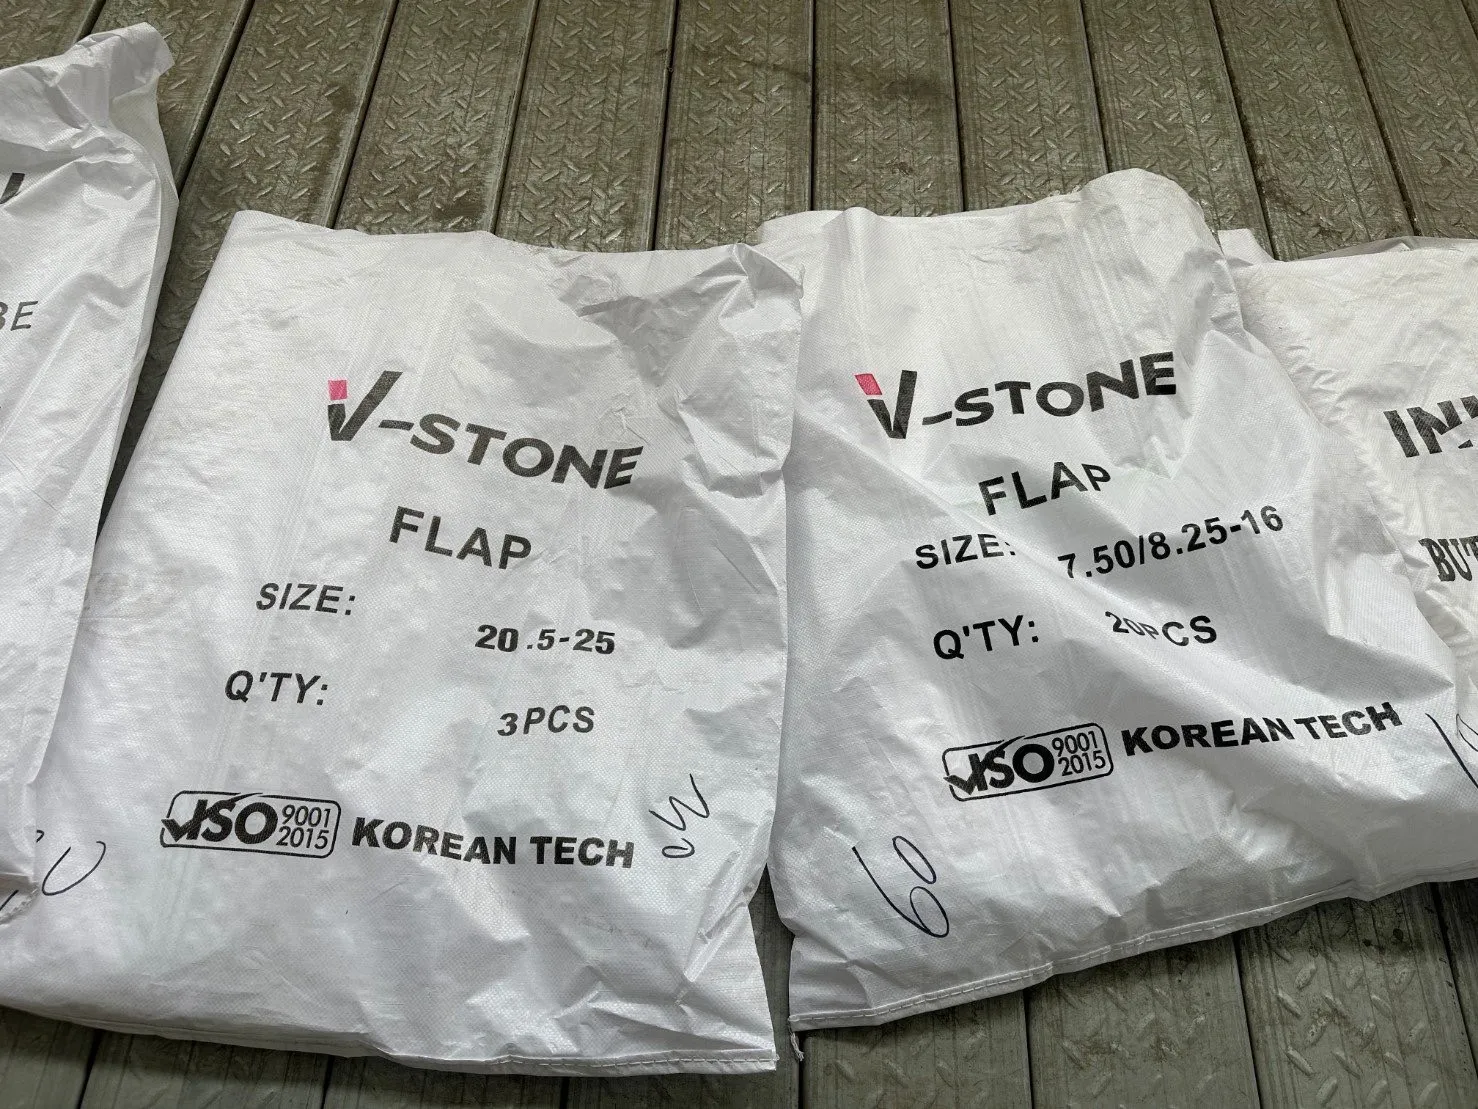 V-STONE
FLAP
SIZE:
20.5-25
Q'TY:
3PCS
ISO 9001 2015 KOREAN TECH
V-STONE
FLAP
SIZE: 7.50/8.25-16
Q'TY: 20PCS
ISO 9001 2015 KOREAN TECH
60